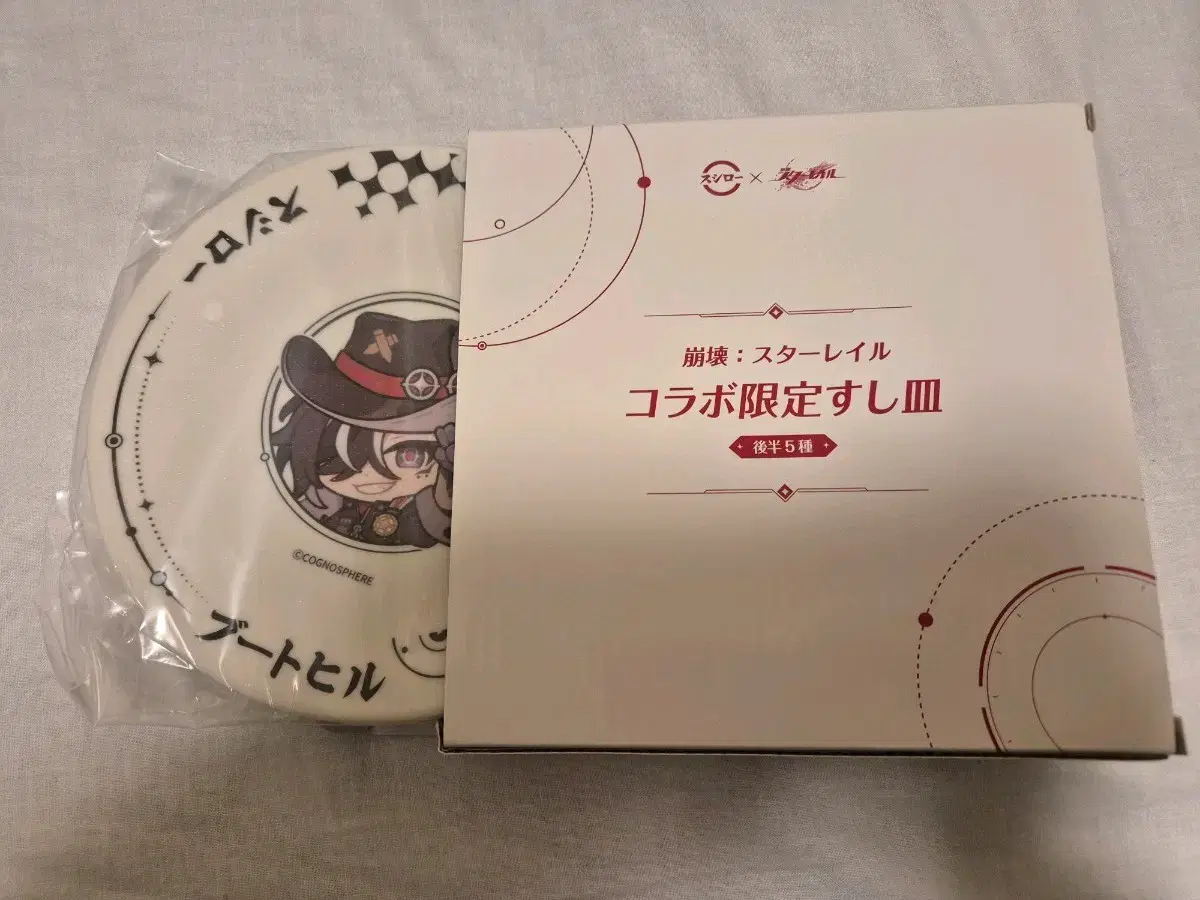 スシロー
©COGNOSPHERE
ブートヒル
スシロー × スターレイル
崩壊：スターレイル
コラボ限定すし皿
後半5種